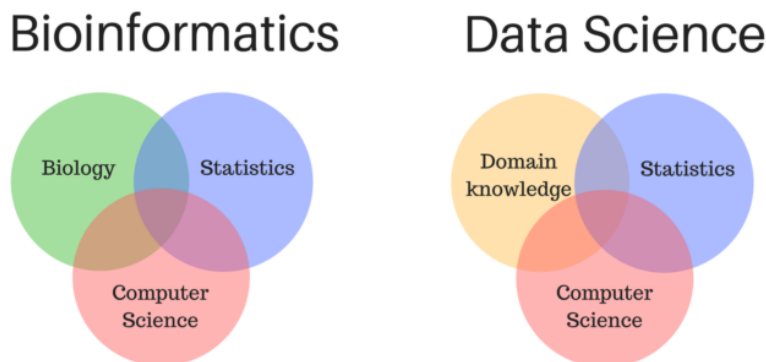 Bioinformatics
Biology
Statistics
Computer
Science
Data Science
Domain
knowledge
Statistics
Computer
Science